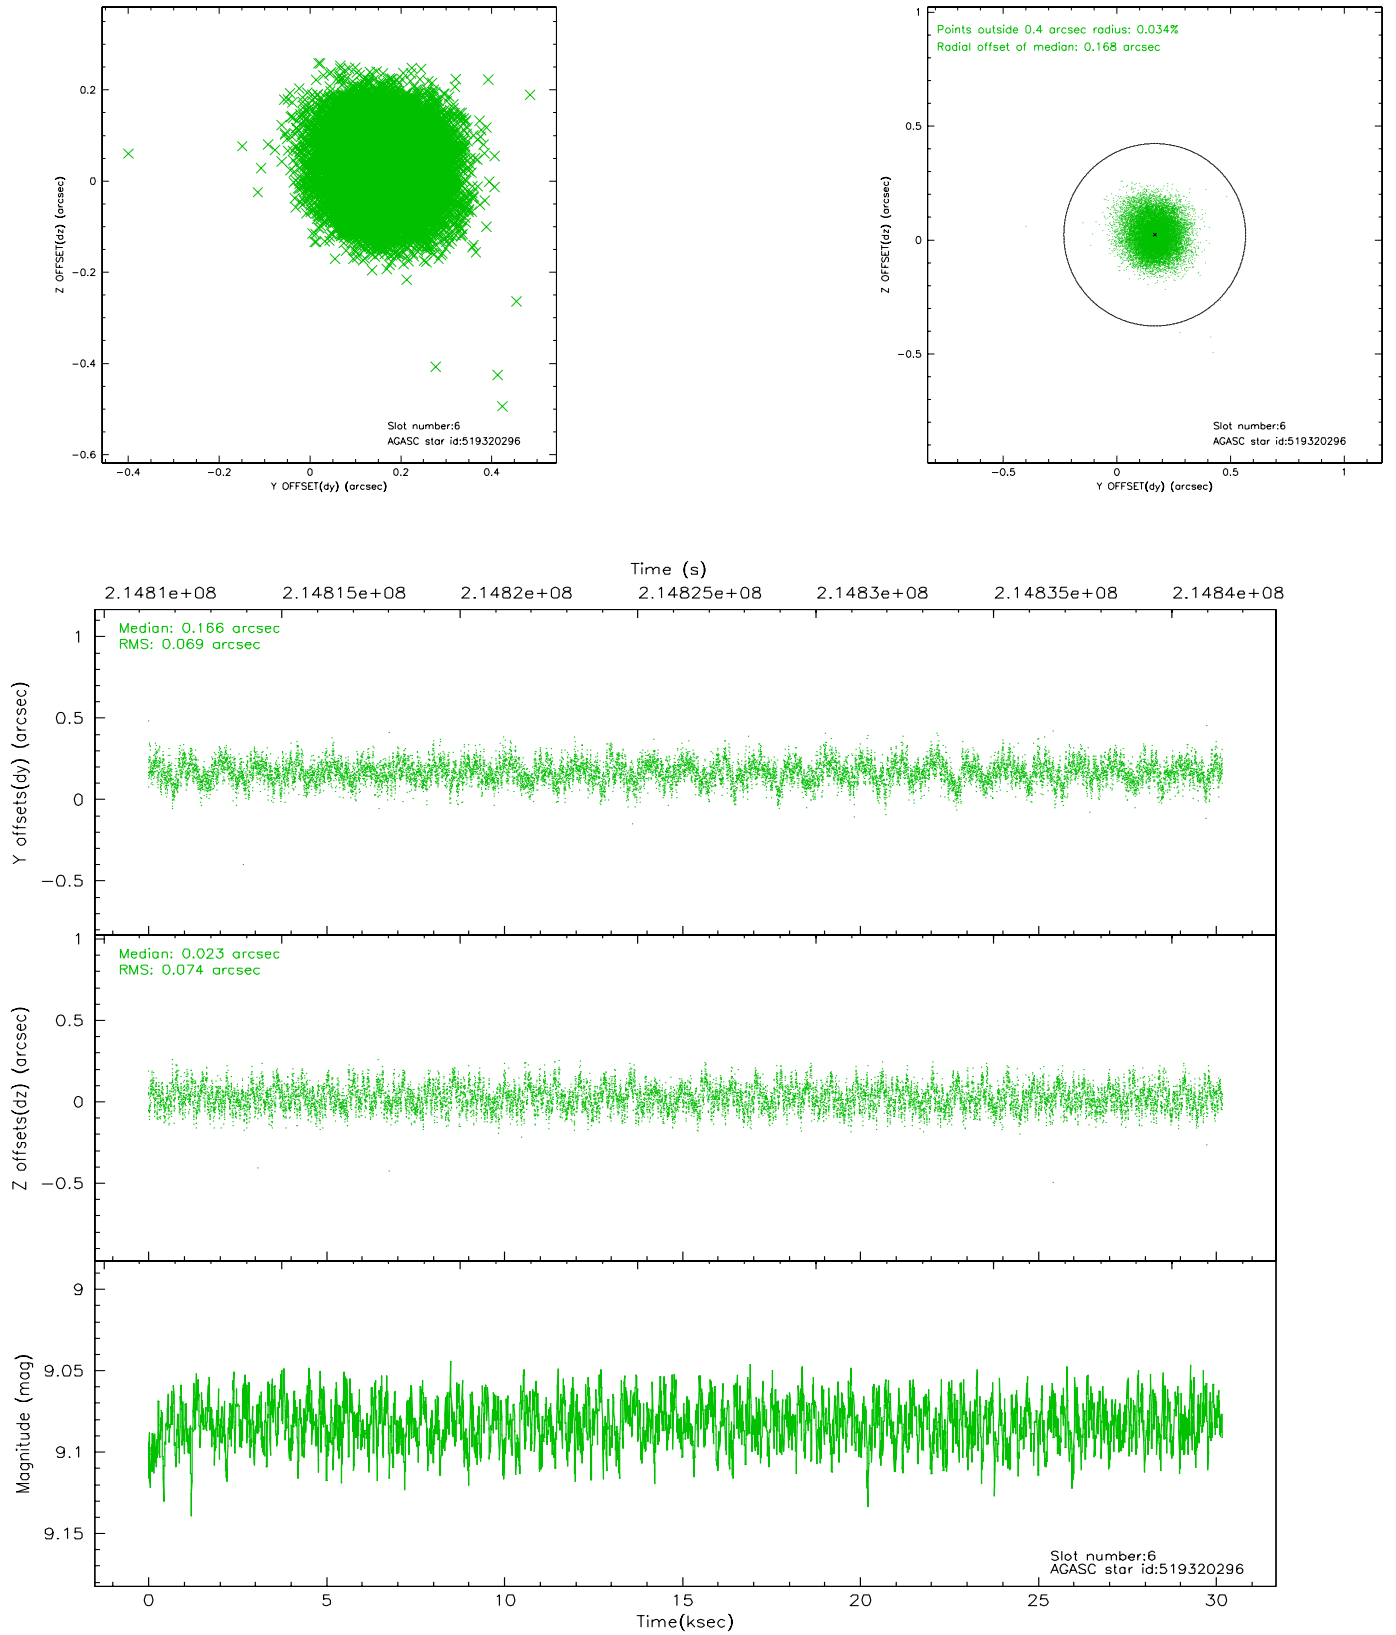 0.2
0
−0.2
−0.4
−0.6
Z OFFSET(dz) (arcsec)
Slot number:6
AGASC star id:519320296
−0.4 −0.2 0 0.2 0.4
Y OFFSET(dy) (arcsec)
Points outside 0.4 arcsec radius: 0.034%
Radial offset of median: 0.168 arcsec
1
0.5
0
−0.5
Z OFFSET(dz) (arcsec)
Slot number:6
AGASC star id:519320296
−0.5 0 0.5 1
Y OFFSET(dy) (arcsec)
Time (s)
2.1481e+08 2.14815e+08 2.1482e+08 2.14825e+08 2.1483e+08 2.14835e+08 2.1484e+08
Median: 0.166 arcsec
RMS: 0.069 arcsec
1
0.5
0
−0.5
Y offsets(dy) (arcsec)
Median: 0.023 arcsec
RMS: 0.074 arcsec
1
0.5
0
−0.5
Z offsets(dz) (arcsec)
9
9.05
9.1
9.15
Magnitude (mag)
Slot number:6
AGASC star id:519320296
0 5 10 15 20 25 30
Time(ksec)